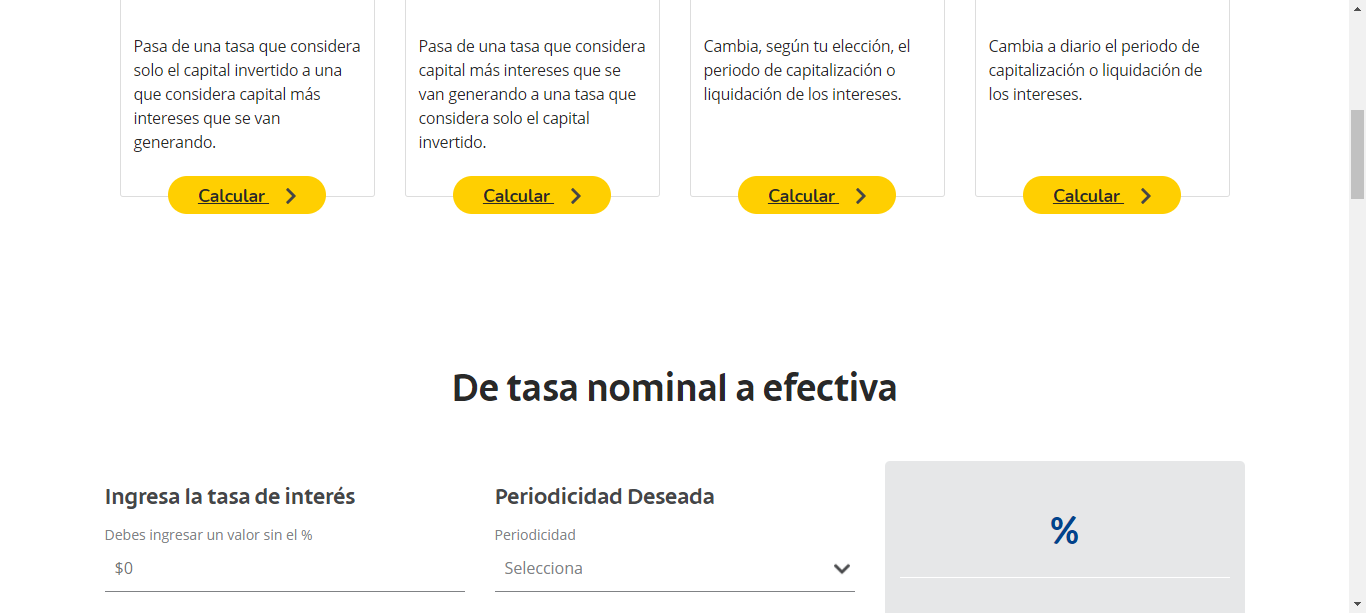 Pasa de una tasa que considera
solo el capital invertido a una
que considera capital más
intereses que se van
generando.
Calcular
Pasa de una tasa que considera
capital más intereses que se
van generando a una tasa que
considera solo el capital
invertido.
Calcular
Cambia, según tu elección, el
periodo de capitalización o
liquidación de los intereses.
Calcular
Cambia a diario el periodo de
capitalización o liquidación de
los intereses.
Calcular
De tasa nominal a efectiva
Ingresa la tasa de interés
Debes ingresar un valor sin el %
$0
Periodicidad Deseada
Periodicidad
Selecciona
%